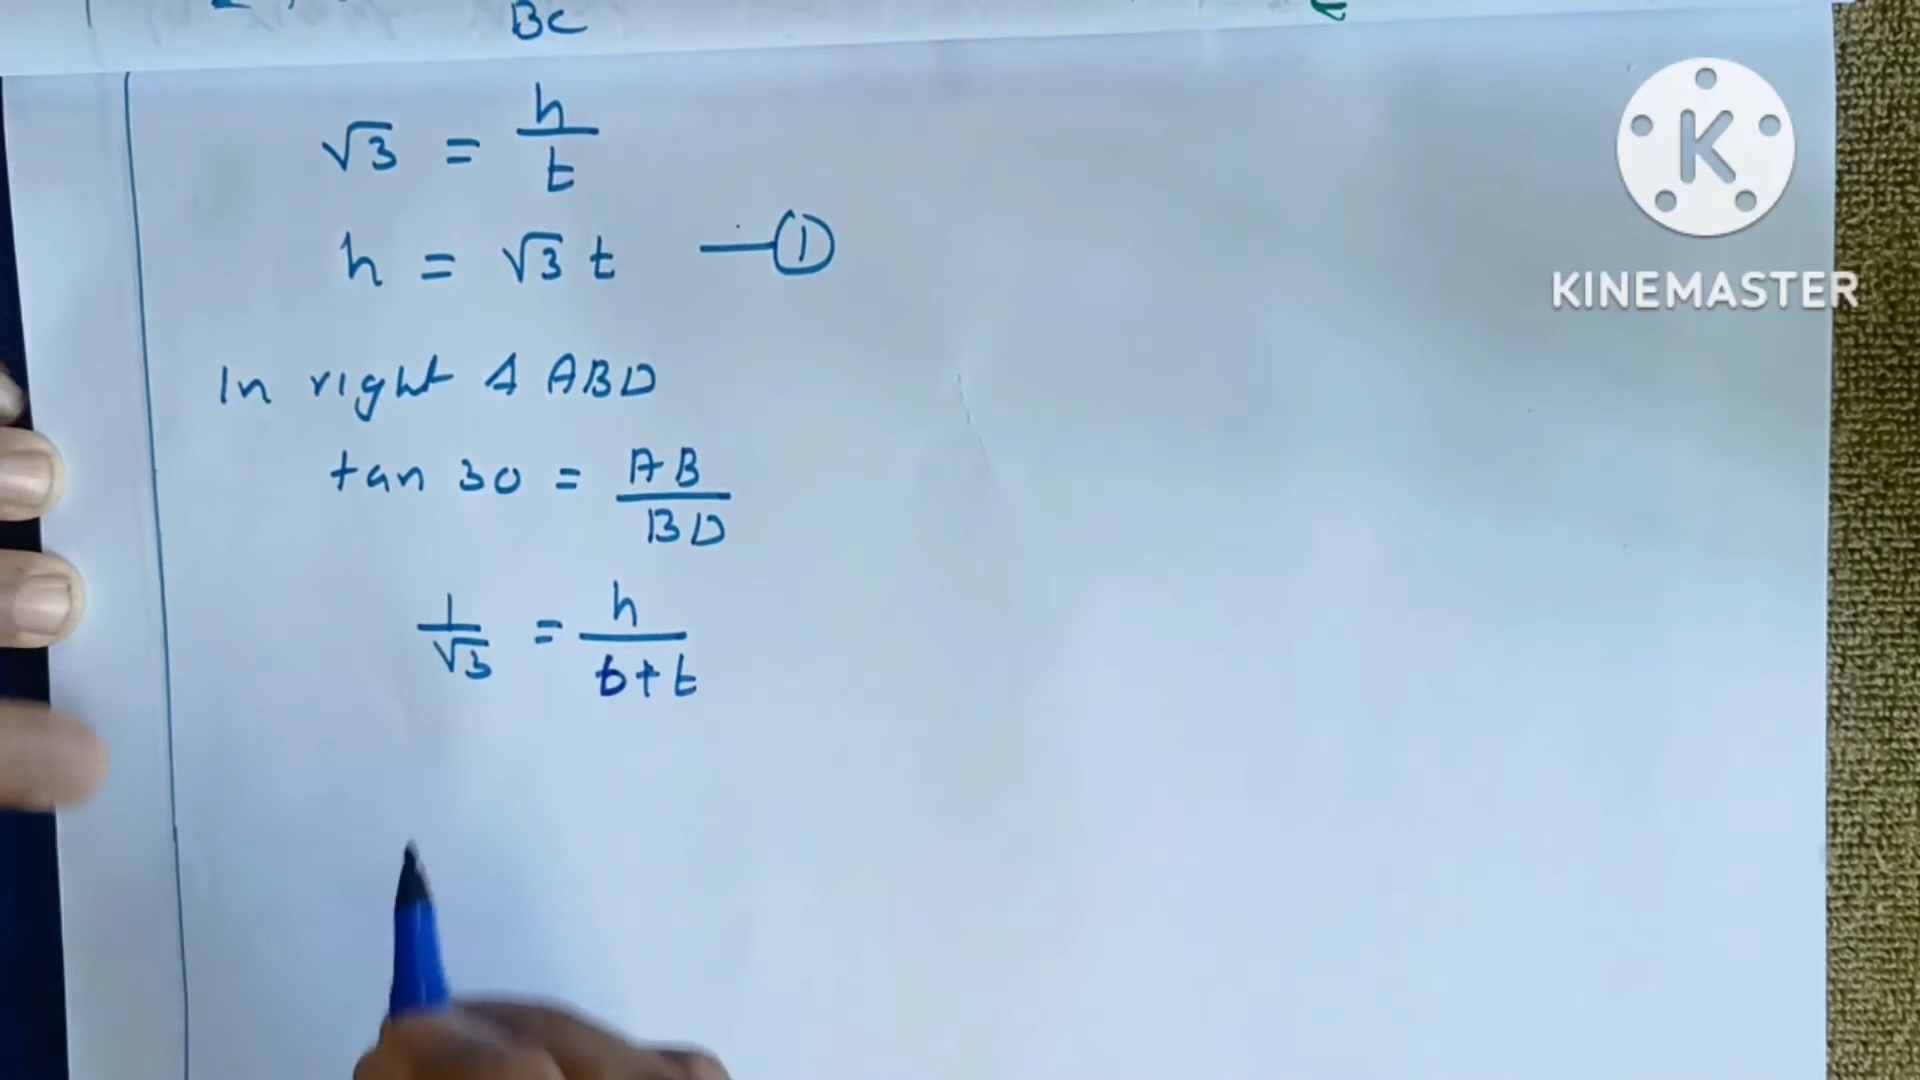 BC
√3 = h/t
h = √3 t —①
In right Δ ABD
tan 30 = AB/BD
1/√3 = h/6+t
K
KINEMASTER